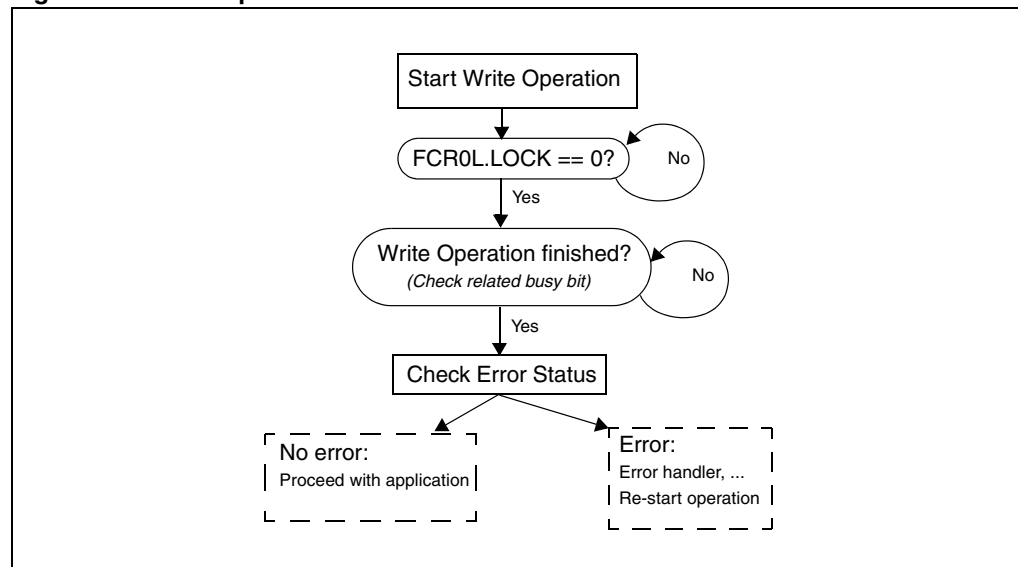 Start Write Operation
FCR0L.LOCK == 0?
No
Yes
Write Operation finished?
(Check related busy bit)
No
Yes
Check Error Status
No error:
Proceed with application
Error:
Error handler, ...
Re-start operation